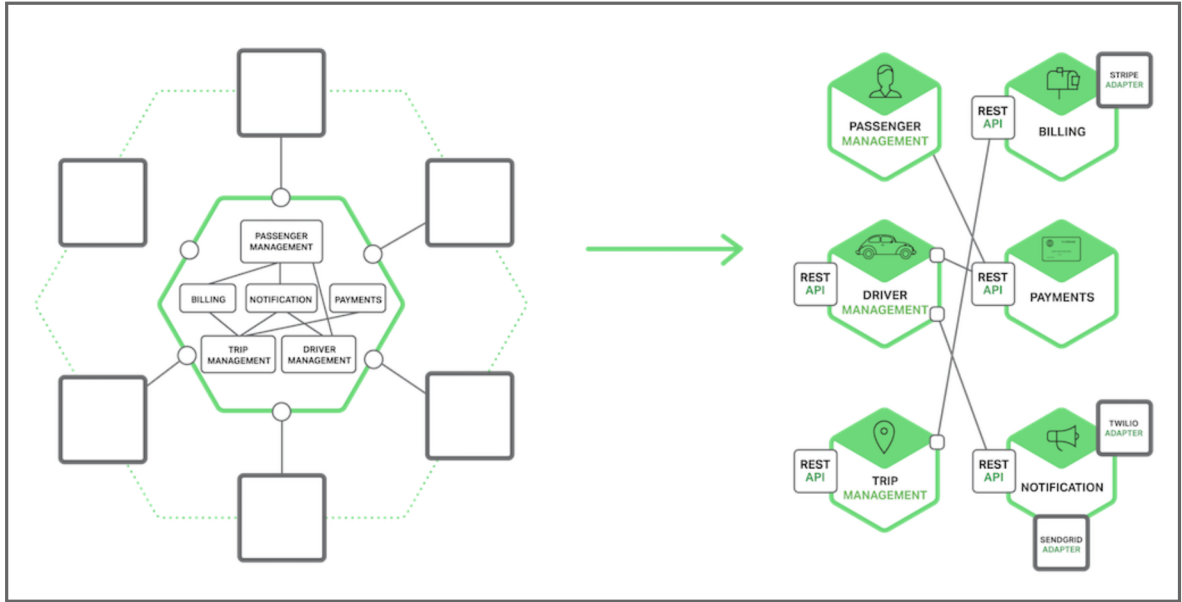 PASSENGER
MANAGEMENT
BILLING
NOTIFICATION
PAYMENTS
TRIP
MANAGEMENT
DRIVER
MANAGEMENT
PASSENGER
MANAGEMENT
REST
API
BILLING
STRIPE
ADAPTER
REST
API
DRIVER
MANAGEMENT
REST
API
PAYMENTS
REST
API
TRIP
MANAGEMENT
REST
API
NOTIFICATION
TWILIO
ADAPTER
SENDGRID
ADAPTER